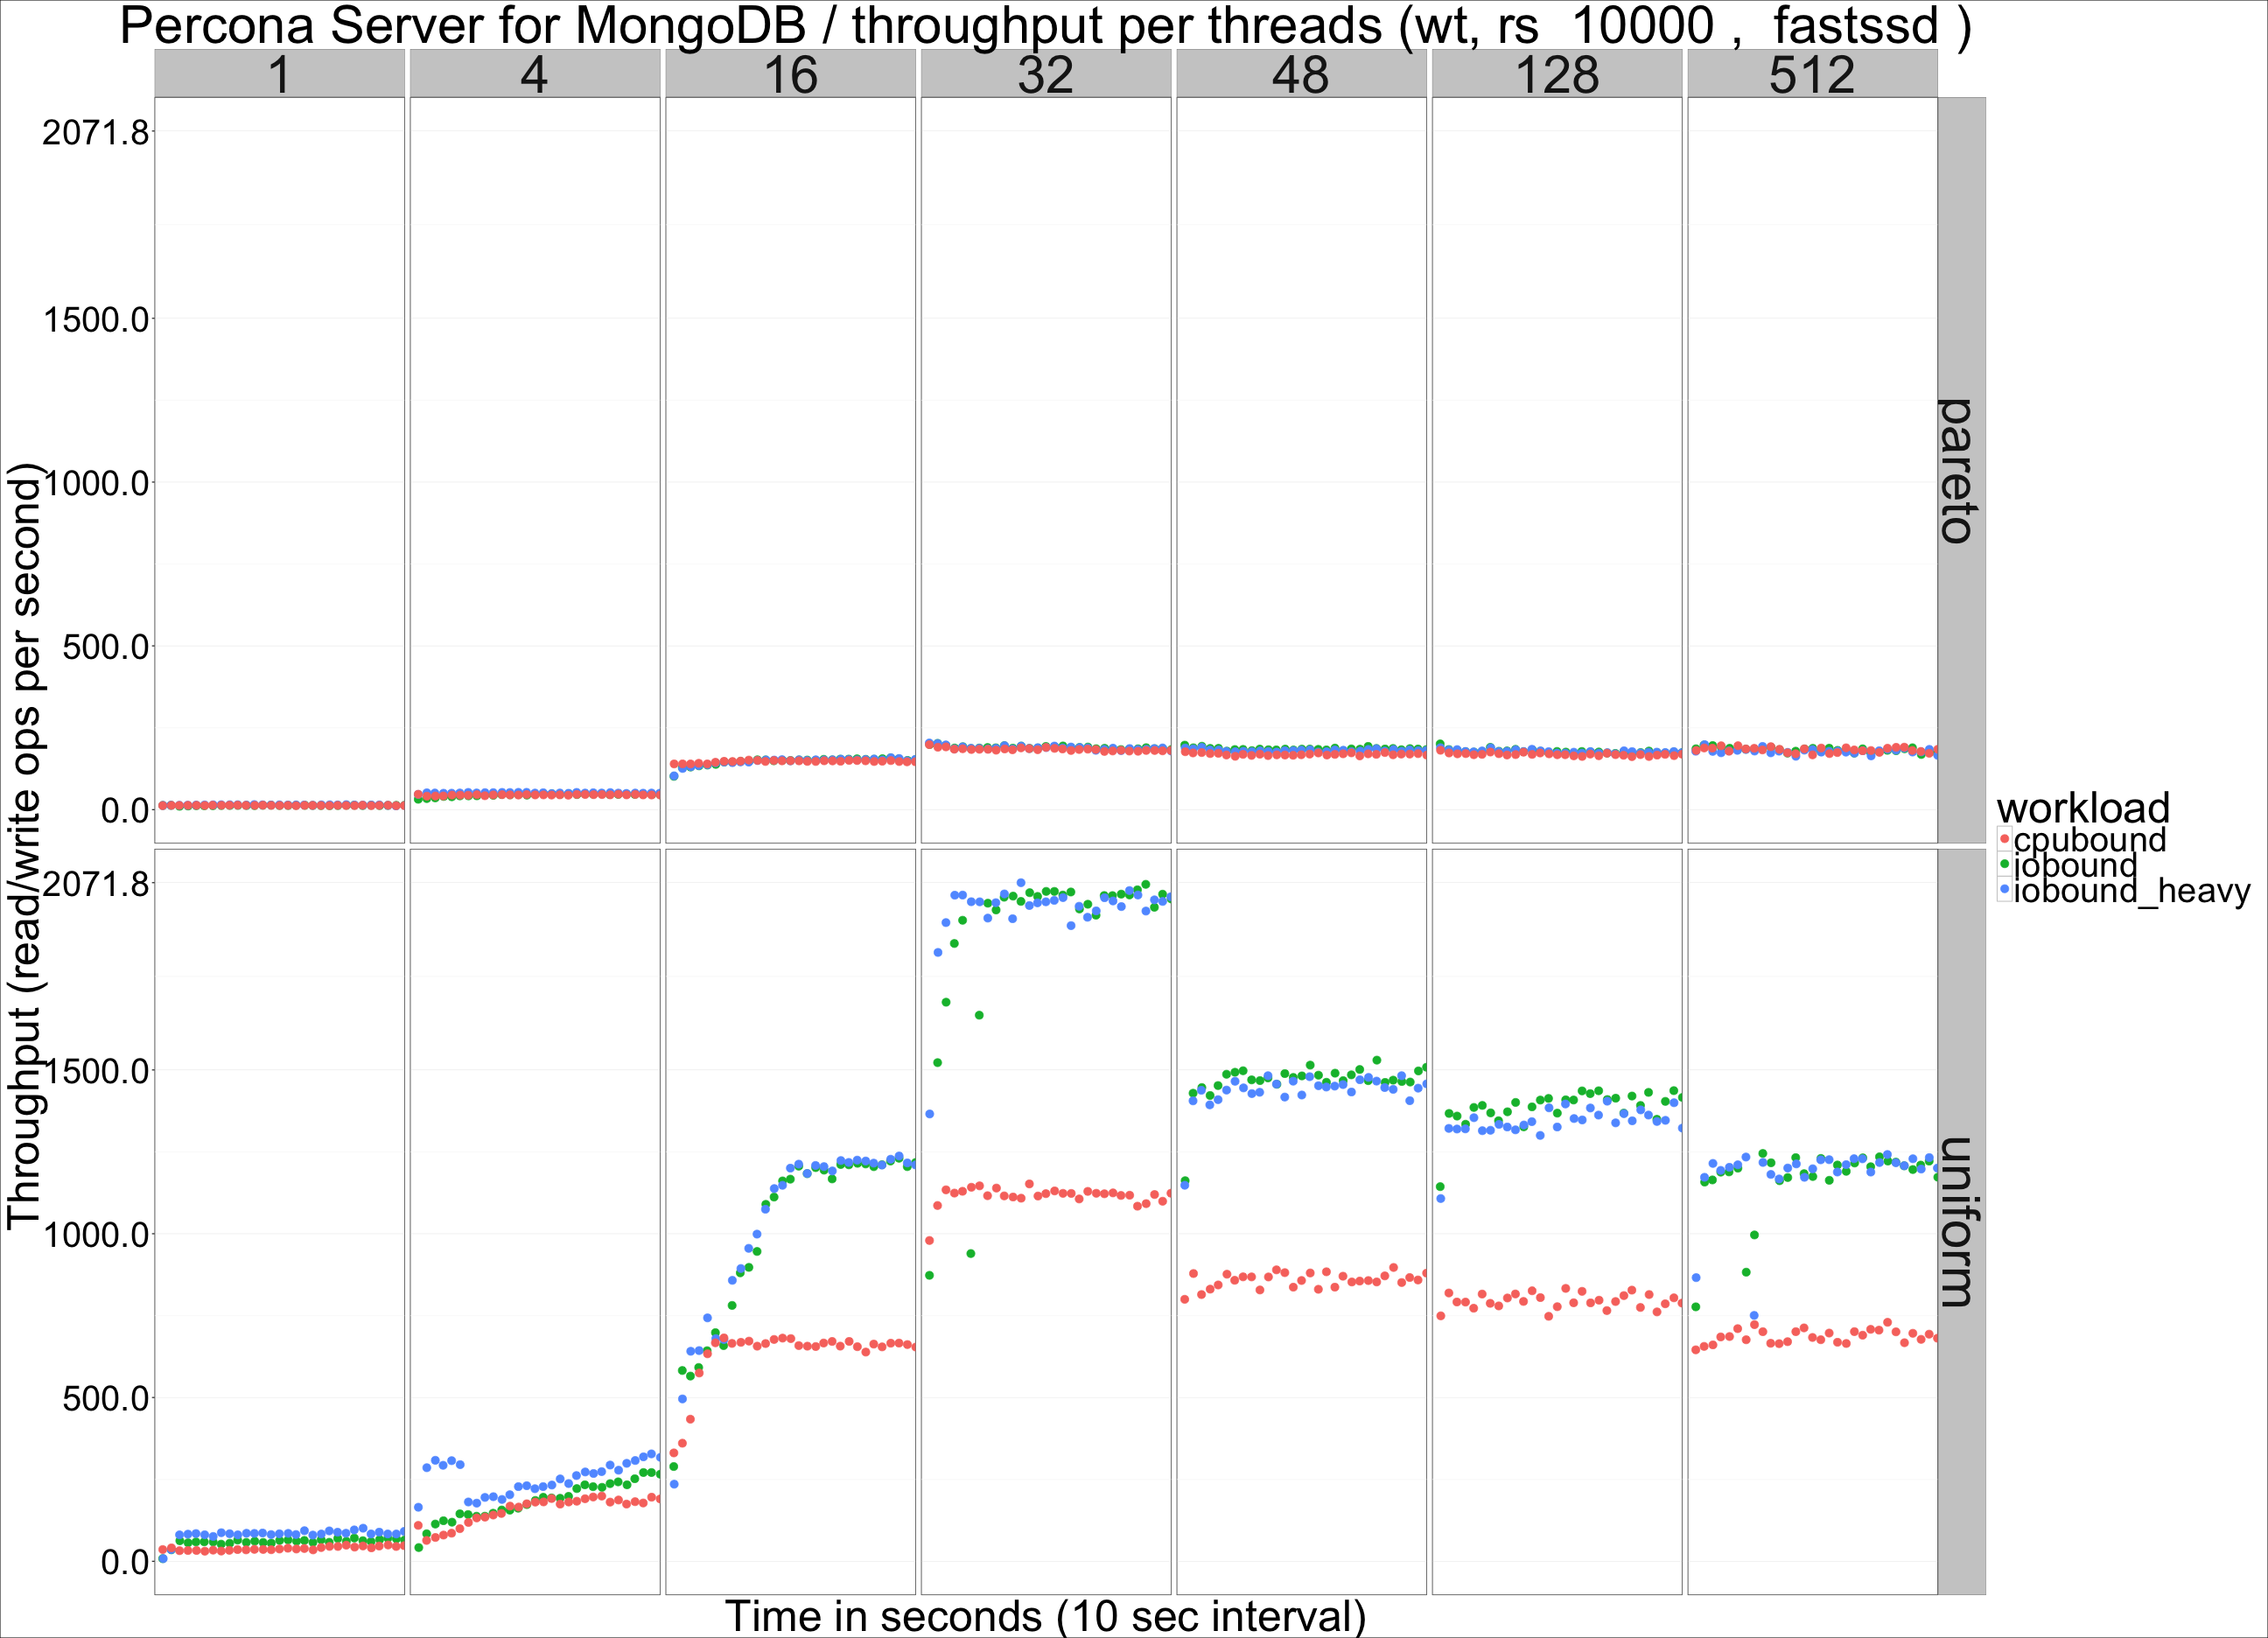 Percona Server for MongoDB / throughput per threads (wt, rs 10000 , fastssd )
1 4 16 32 48 128 512
2071.8
1500.0
1000.0
500.0
0.0
pareto
2071.8
1500.0
1000.0
500.0
0.0
uniform
Throughput (read/write ops per second)
Time in seconds (10 sec interval)
workload
cpubound
iobound
iobound_heavy